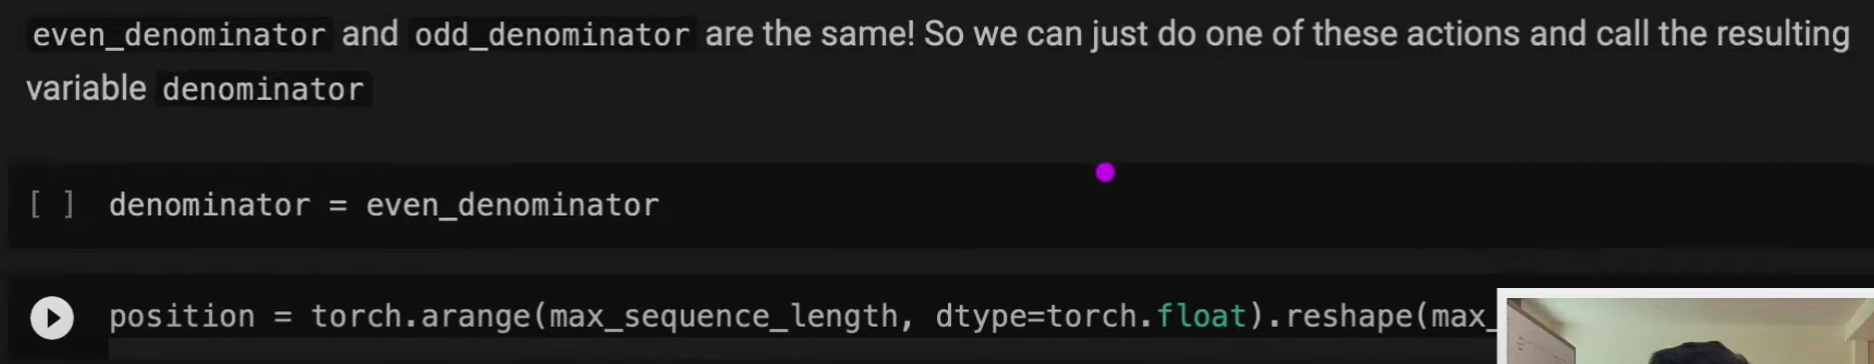 even_denominator and odd_denominator are the same! So we can just do one of these actions and call the resulting
variable denominator
[ ] denominator = even_denominator
position = torch.arange(max_sequence_length, dtype=torch.float).reshape(max_